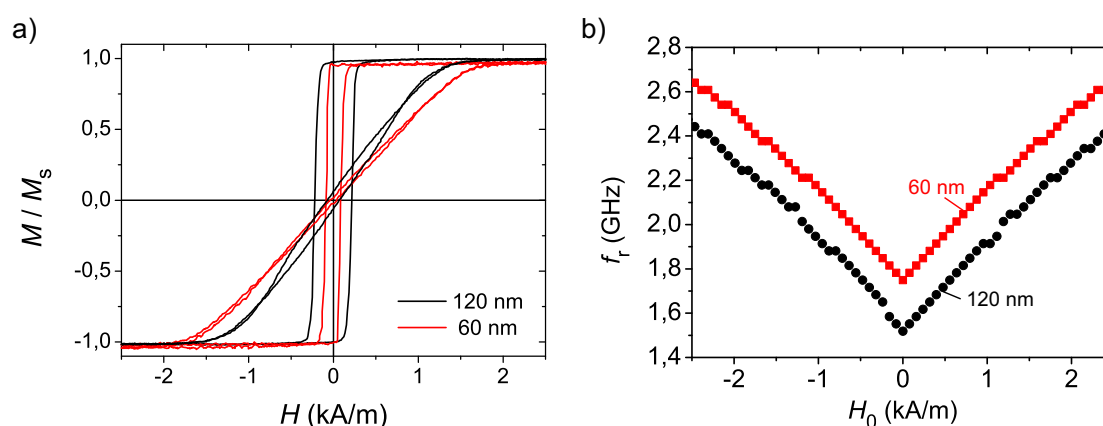 a)
1,0
0,5
0,0
-0,5
-1,0
M / Ms
120 nm
60 nm
-2 -1 0 1 2
H (kA/m)
b)
2,8
2,6
2,4
2,2
2,0
1,8
1,6
1,4
fr (GHz)
60 nm
120 nm
-2 -1 0 1 2
H0 (kA/m)